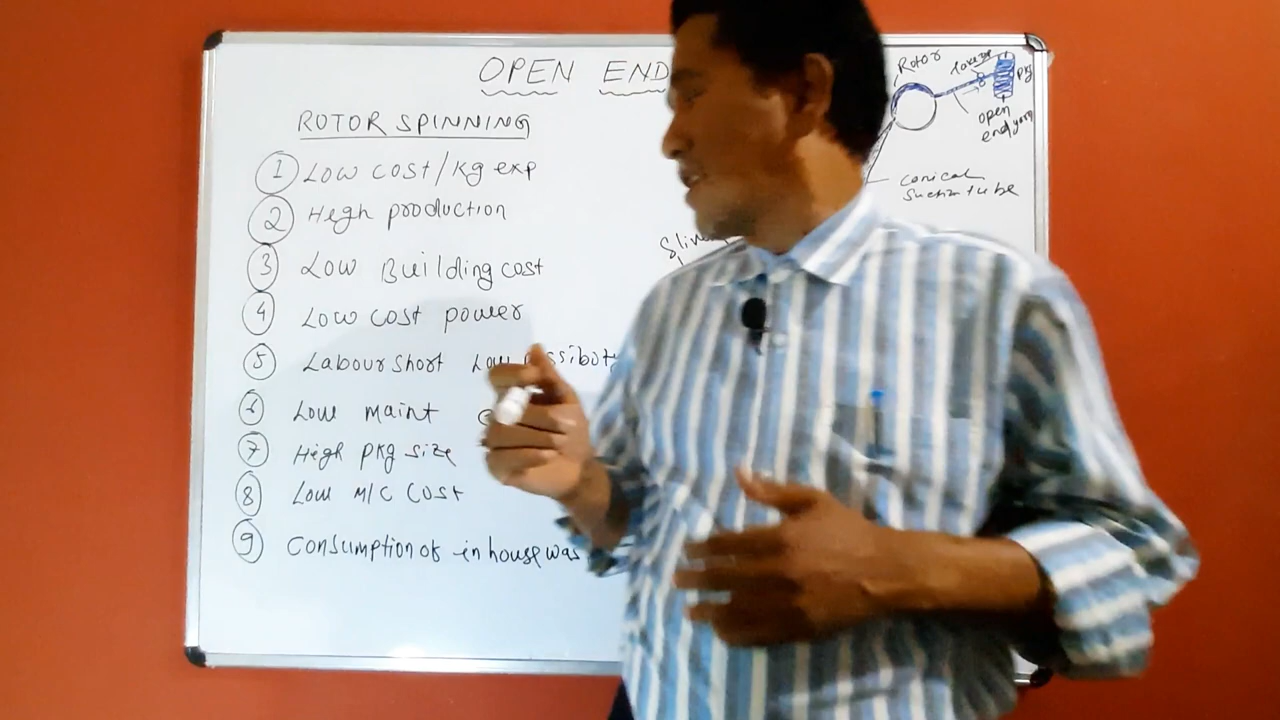 OPEN END
ROTOR SPINNING
1 Low cost/kg exp
2 High production
3 Low Building cost
4 Low cost power
5 Labour short Low
6 Low maint
7 High pkg size
8 Low M/C cost
9 Consumption of in house was
Rotor
pkg
open
end yarn
conical
suction tube